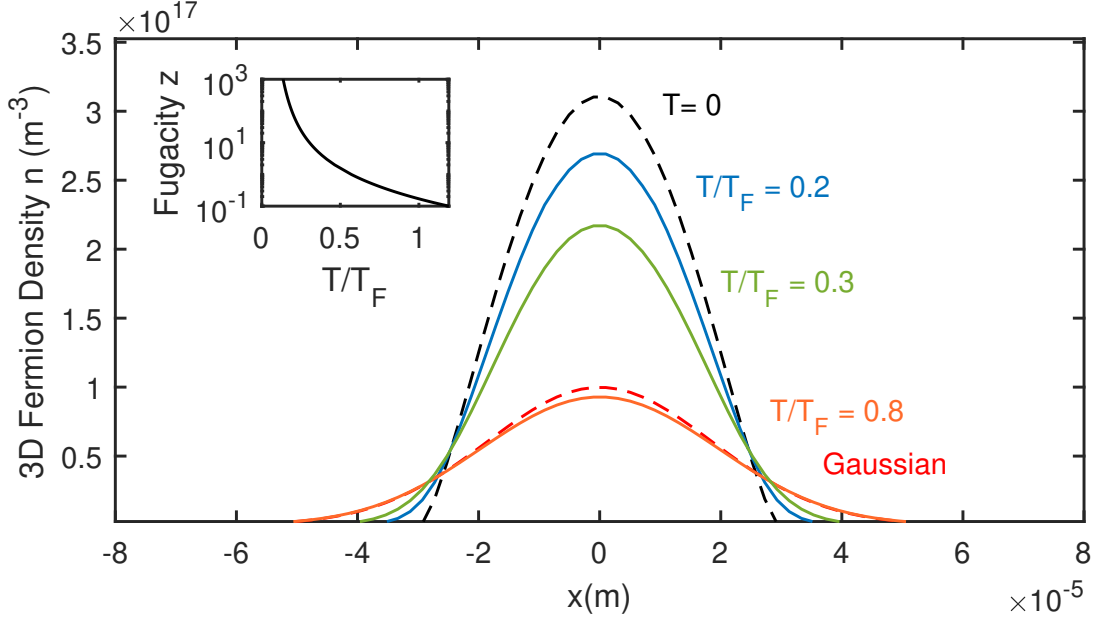 ×10^17
3.5
3
2.5
2
1.5
1
0.5
3D Fermion Density n (m^-3)
10^3
10^1
10^-1
Fugacity z
0 0.5 1
T/T_F
T= 0
T/T_F = 0.2
T/T_F = 0.3
T/T_F = 0.8
Gaussian
-8 -6 -4 -2 0 2 4 6 8
x(m)
×10^-5